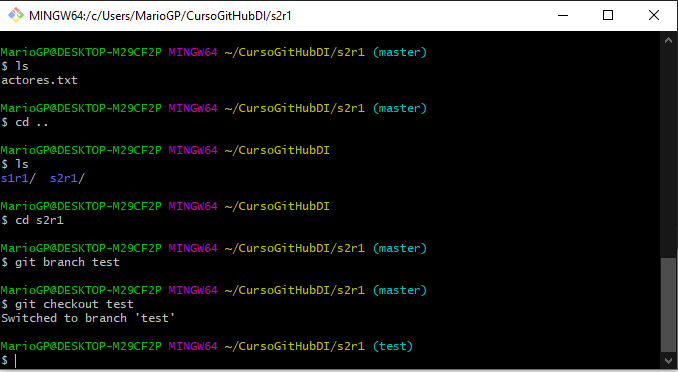 MINGW64:/c/Users/MarioGP/CursoGitHubDI/s2r1
MarioGP@DESKTOP-M29CF2P MINGW64 ~/CursoGitHubDI/s2r1 (master)
$ ls
actores.txt
MarioGP@DESKTOP-M29CF2P MINGW64 ~/CursoGitHubDI/s2r1 (master)
$ cd ..
MarioGP@DESKTOP-M29CF2P MINGW64 ~/CursoGitHubDI
$ ls
s1r1/  s2r1/
MarioGP@DESKTOP-M29CF2P MINGW64 ~/CursoGitHubDI
$ cd s2r1
MarioGP@DESKTOP-M29CF2P MINGW64 ~/CursoGitHubDI/s2r1 (master)
$ git branch test
MarioGP@DESKTOP-M29CF2P MINGW64 ~/CursoGitHubDI/s2r1 (master)
$ git checkout test
Switched to branch 'test'
MarioGP@DESKTOP-M29CF2P MINGW64 ~/CursoGitHubDI/s2r1 (test)
$